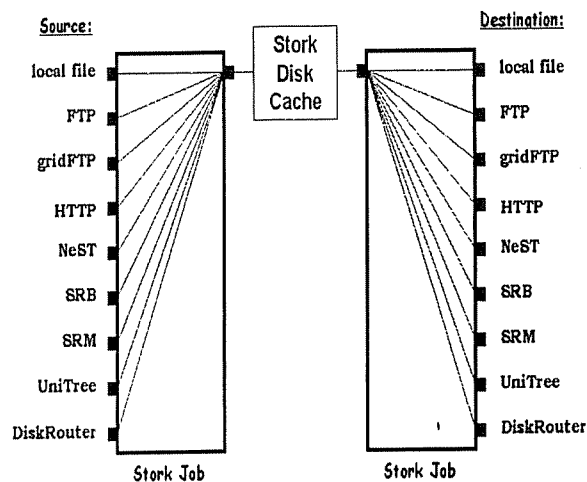 Source:
local file
FTP
gridFTP
HTTP
NeST
SRB
SRM
UniTree
DiskRouter
Stork Job
Stork
Disk
Cache
Destination:
local file
FTP
gridFTP
HTTP
NeST
SRB
SRM
UniTree
DiskRouter
Stork Job